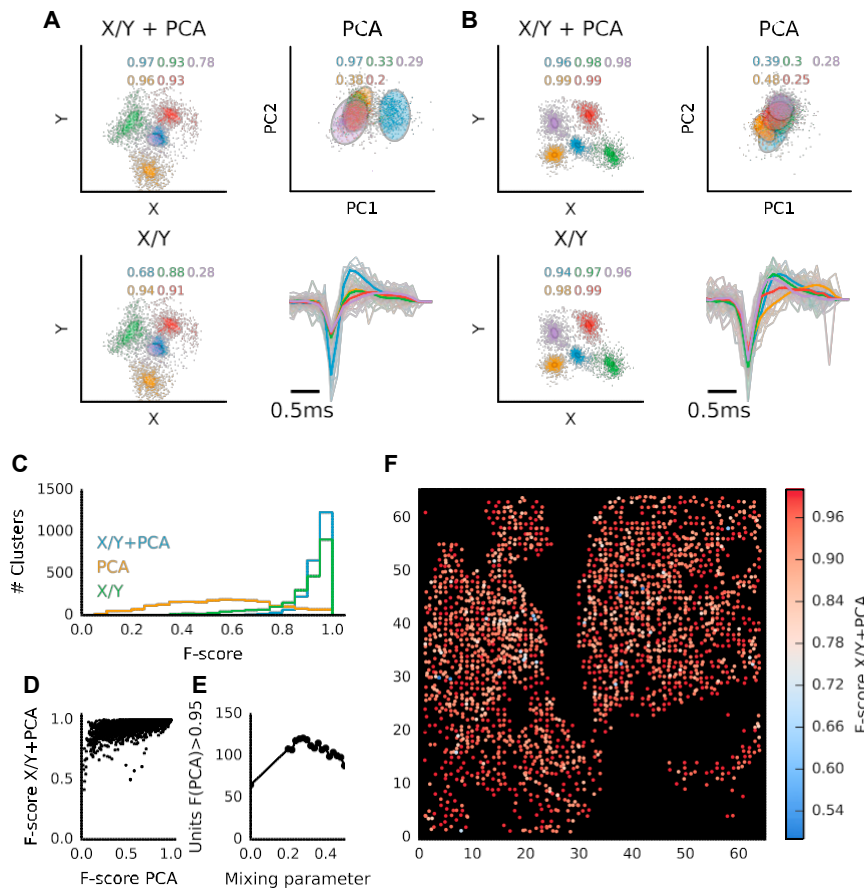 A
X/Y + PCA
0.97 0.93 0.78
0.96 0.93
Y
X
PCA
0.97 0.33 0.29
0.38 0.2
PC2
PC1
X/Y
0.68 0.88 0.28
0.94 0.91
Y
X
0.5ms
B
X/Y + PCA
0.96 0.98 0.98
0.99 0.99
Y
X
PCA
0.39 0.3 0.28
0.48 0.25
PC2
PC1
X/Y
0.94 0.97 0.96
0.98 0.99
Y
X
0.5ms
C
# Clusters
1500
1000
500
0
X/Y+PCA
PCA
X/Y
0.0 0.2 0.4 0.6 0.8 1.0
F-score
D
F-score X/Y+PCA
1.0
0.5
0.0
0.0 0.5 1.0
F-score PCA
E
Units F(PCA)>0.95
150
100
50
0
0.0 0.2 0.4
Mixing parameter
F
60
50
40
30
20
10
0
0 10 20 30 40 50 60
0.96
0.90
0.84
0.78
0.72
0.66
0.60
0.54
F-score X/Y+PCA